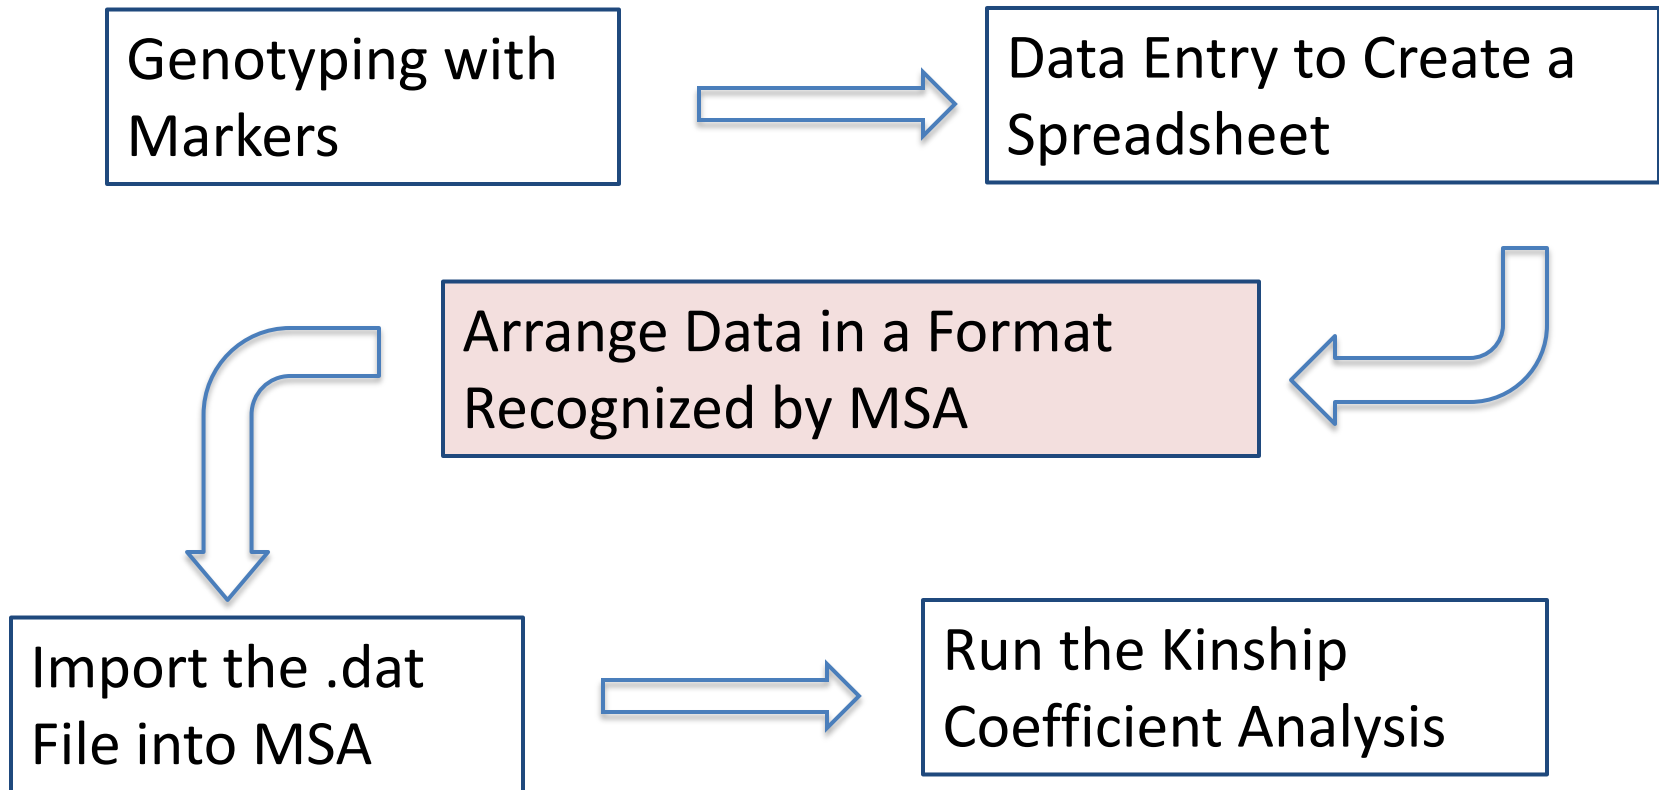 Genotyping with
Markers
Data Entry to Create a
Spreadsheet
Arrange Data in a Format
Recognized by MSA
Import the .dat
File into MSA
Run the Kinship
Coefficient Analysis